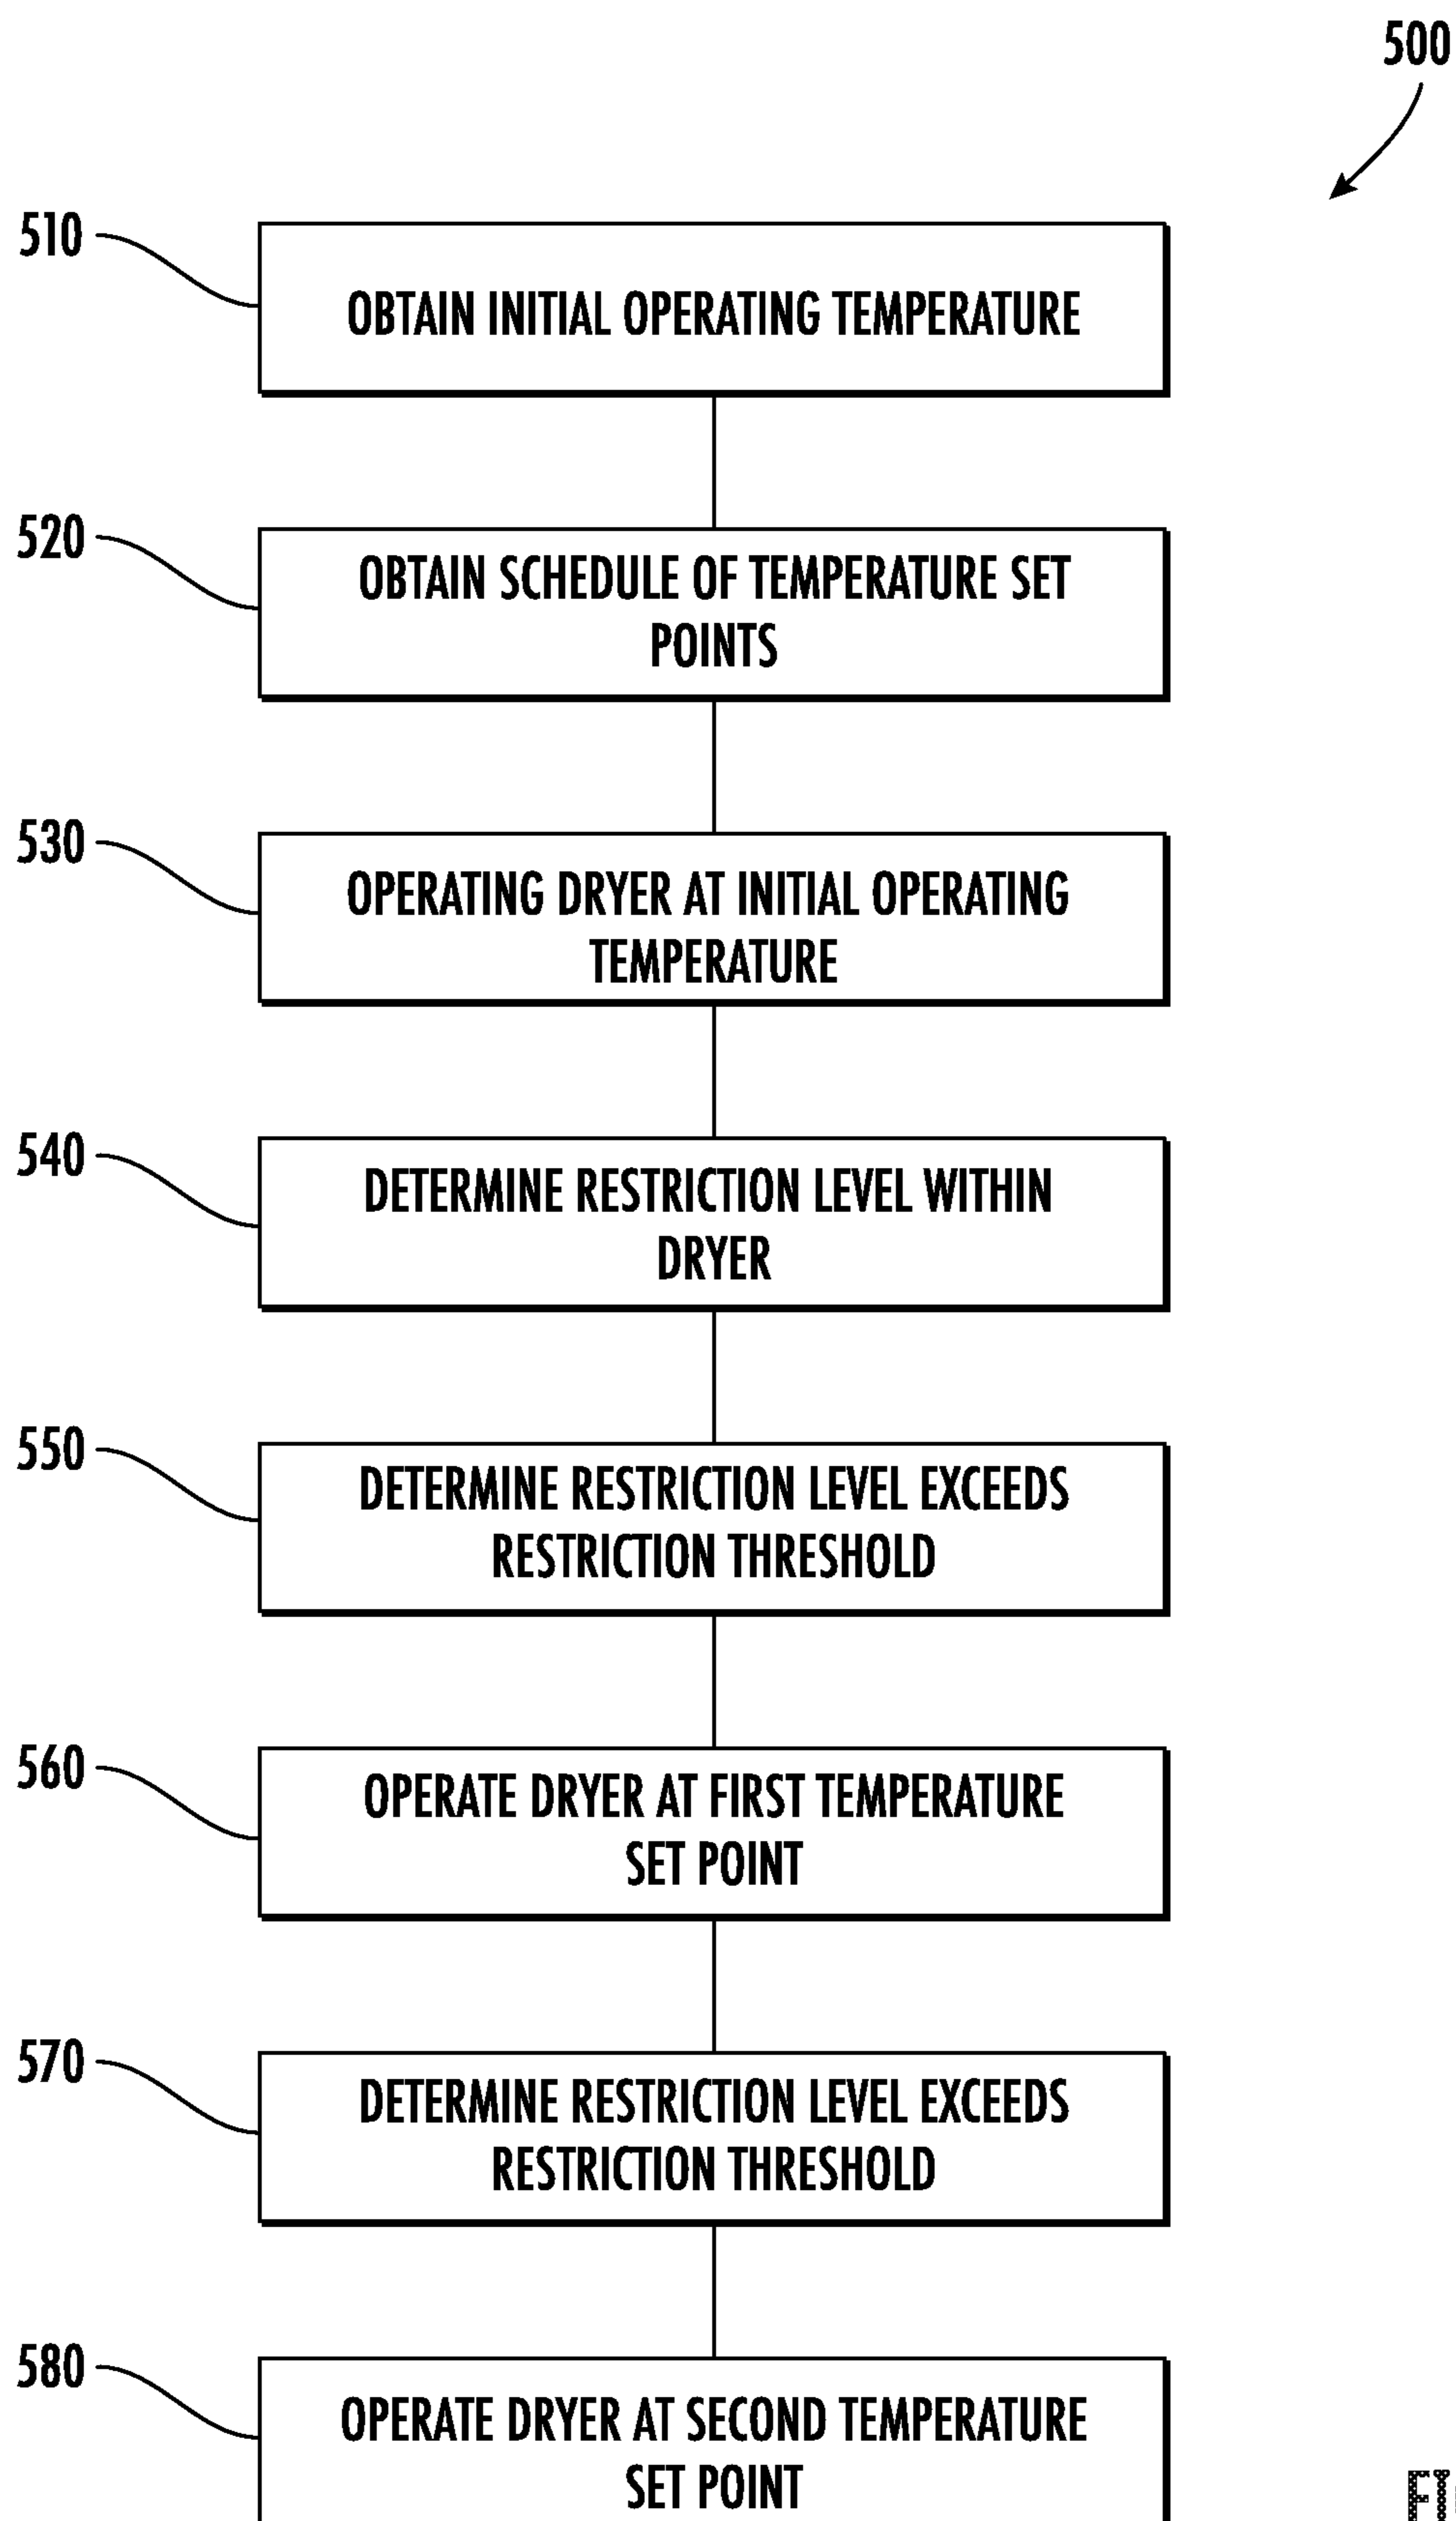 500
510
OBTAIN INITIAL OPERATING TEMPERATURE
520
OBTAIN SCHEDULE OF TEMPERATURE SET
POINTS
530
OPERATING DRYER AT INITIAL OPERATING
TEMPERATURE
540
DETERMINE RESTRICTION LEVEL WITHIN
DRYER
550
DETERMINE RESTRICTION LEVEL EXCEEDS
RESTRICTION THRESHOLD
560
OPERATE DRYER AT FIRST TEMPERATURE
SET POINT
570
DETERMINE RESTRICTION LEVEL EXCEEDS
RESTRICTION THRESHOLD
580
OPERATE DRYER AT SECOND TEMPERATURE
SET POINT